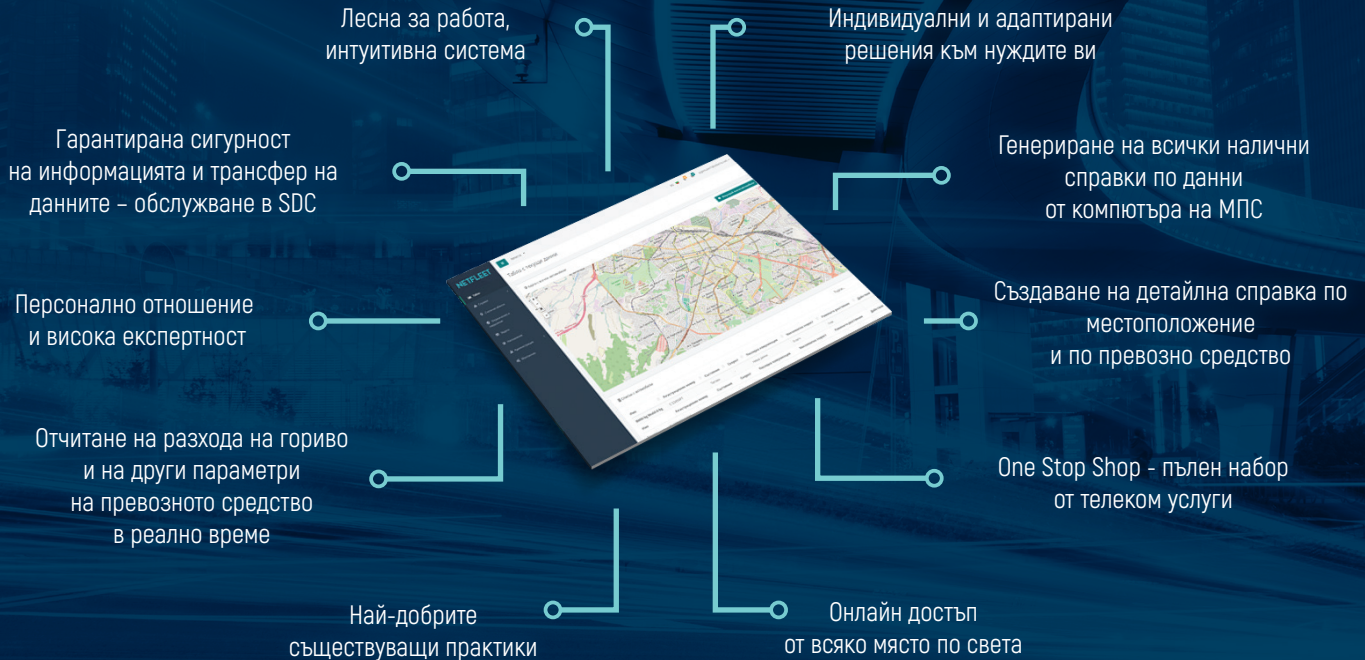 Лесна за работа,
интуитивна система
Индивидуални и адаптирани
решения към нуждите ви
Гарантирана сигурност
на информацията и трансфер на
данните – обслужване в SDC
Генериране на всички налични
справки по данни
от компютъра на МПС
NETFLEET
Табло с текущи данни
Персонално отношение
и висока експертност
Създаване на детайлна справка по
местоположение
и по превозно средство
Отчитане на разхода на гориво
и на други параметри
на превозното средство
в реално време
One Stop Shop - пълен набор
от телеком услуги
Най-добрите
съществуващи практики
Онлайн достъп
от всяко място по света